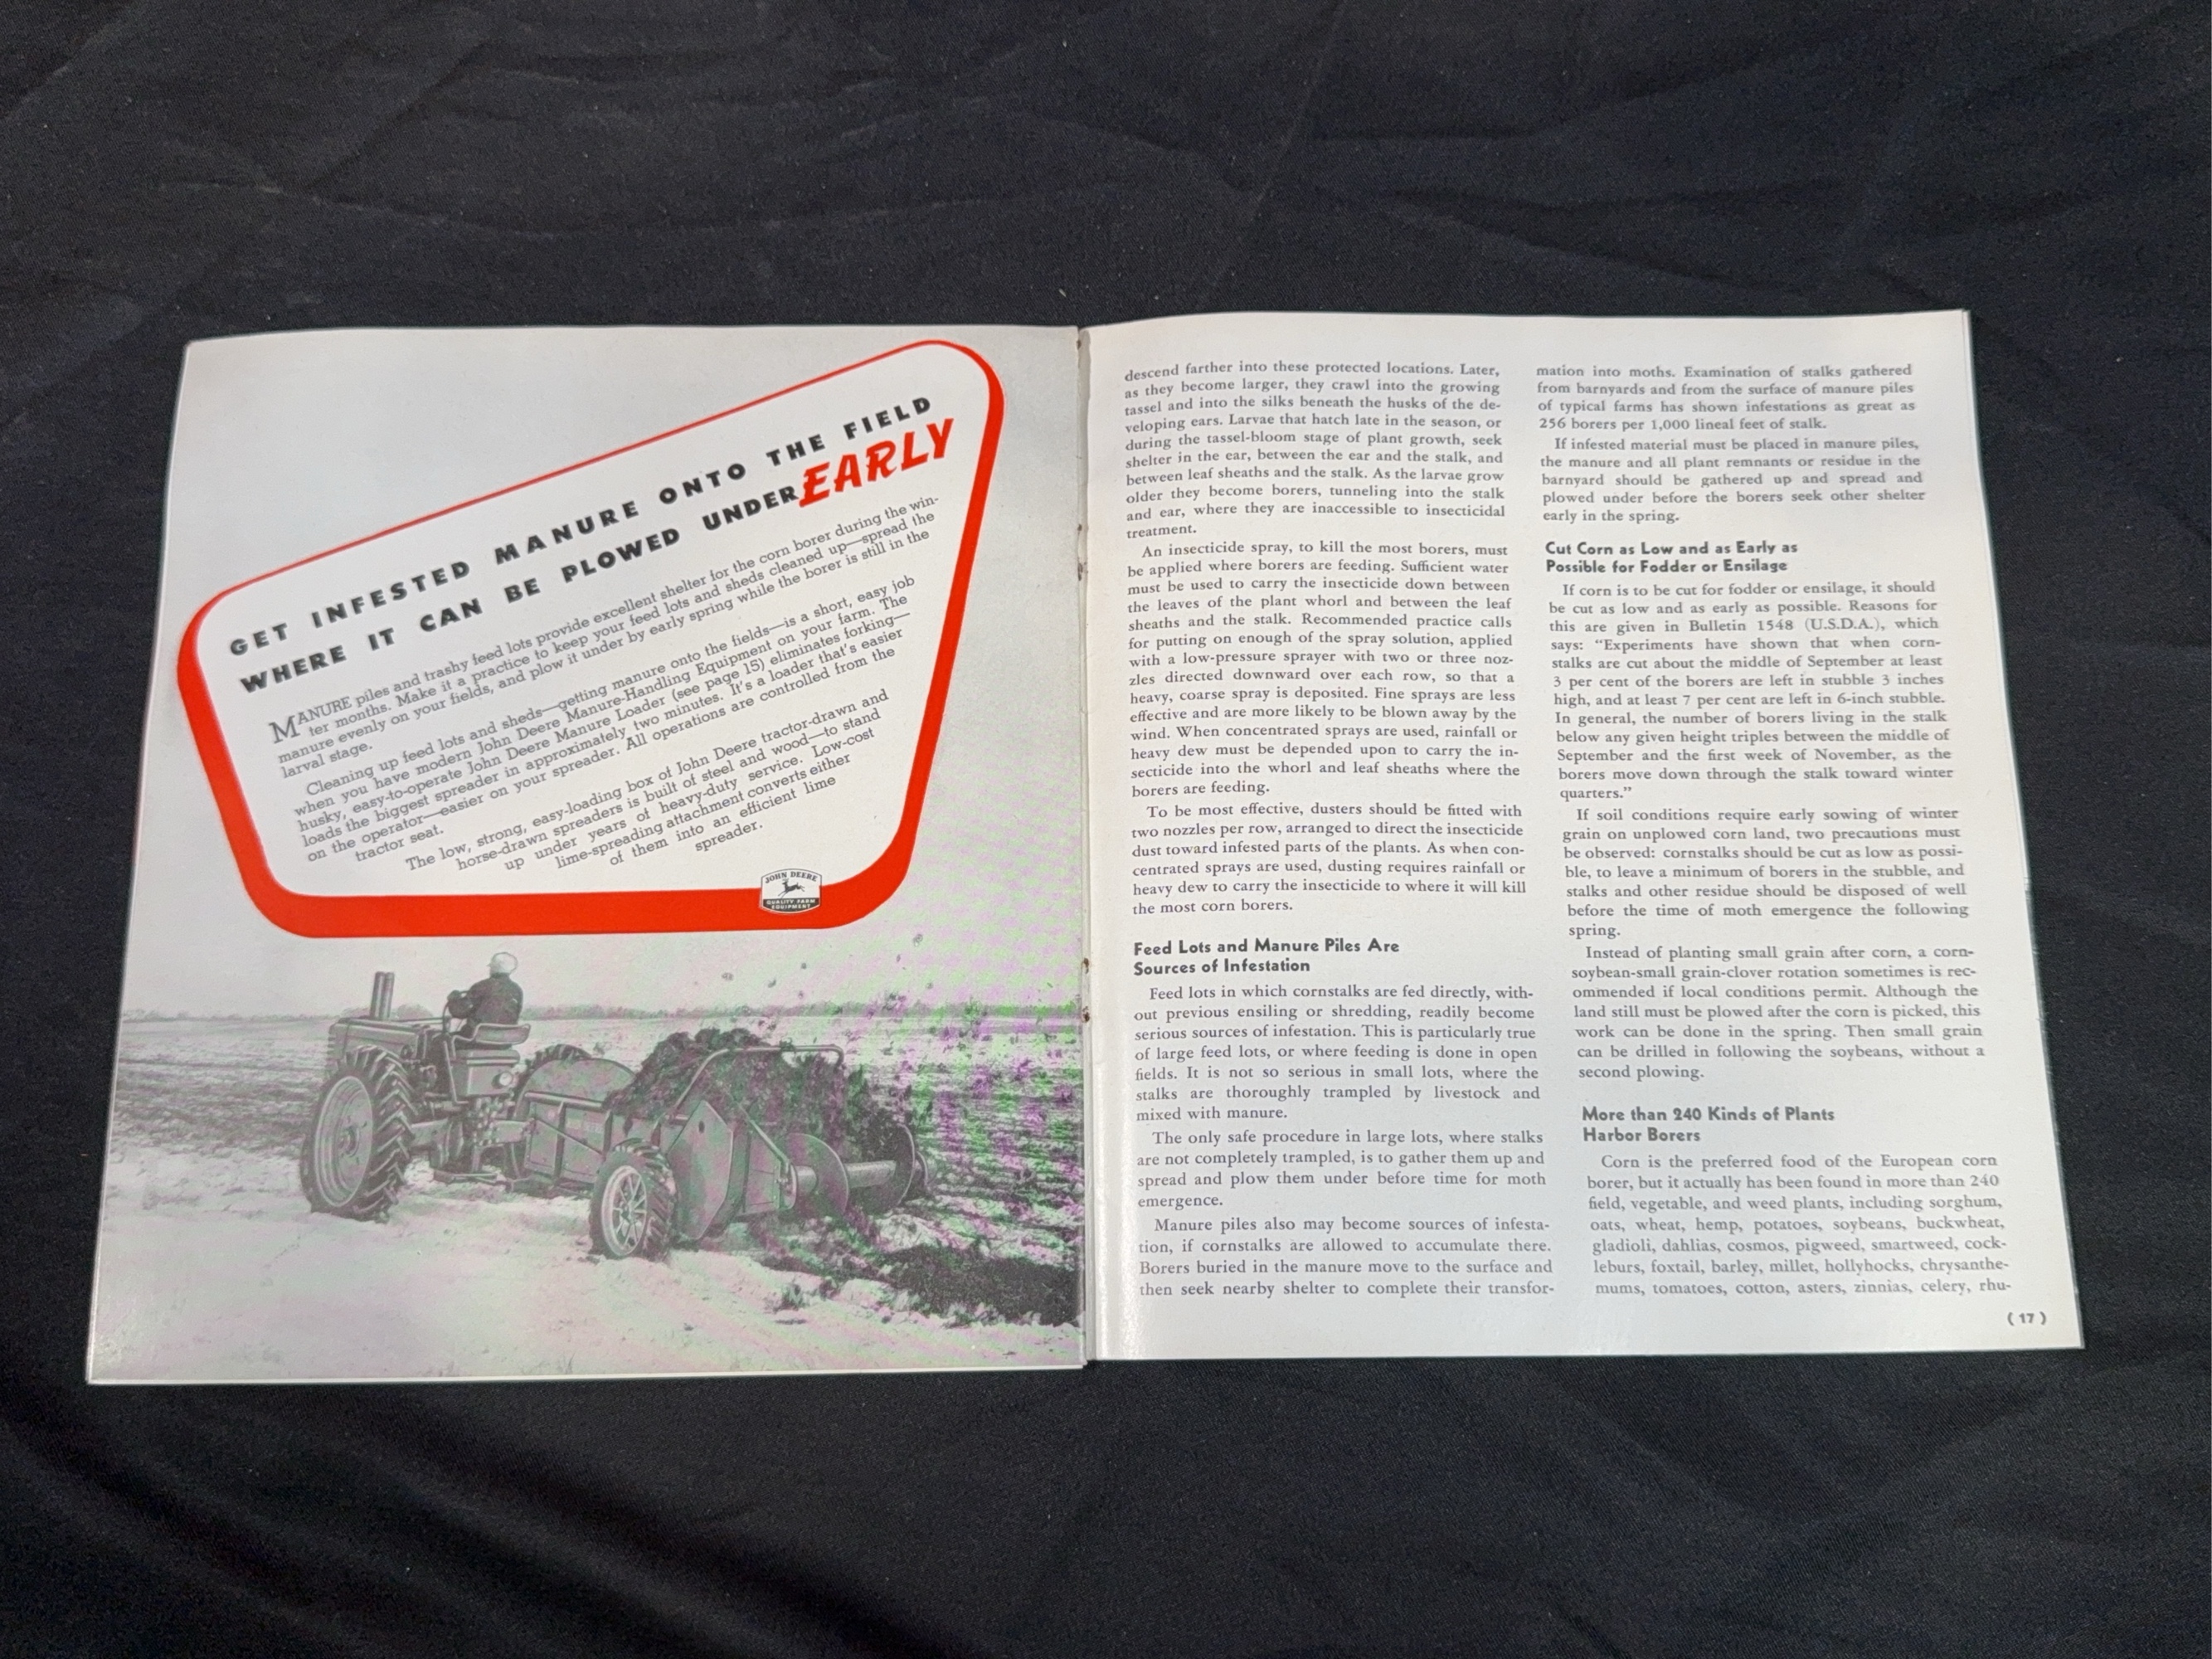 GET INFESTED MANURE ONTO THE FIELD
WHERE IT CAN BE PLOWED UNDER EARLY
MANURE piles and trashy feed lots provide excellent shelter for the corn borer during the win-
ter months. Make it a practice to keep your feed lots and sheds cleaned up—spread the
manure evenly on your fields, and plow it under by early spring while the borer is still in the
larval stage.
Cleaning up feed lots and sheds—getting manure onto the fields—is a short, easy job
when you have modern John Deere Manure-Handling Equipment on your farm. The
husky, easy-to-operate John Deere Manure Loader (see page 15) eliminates forking—
loads the biggest spreader in approximately two minutes. It's a loader that's easier
on the operator—easier on your spreader. All operations are controlled from the
tractor seat.
The low, strong, easy-loading box of John Deere tractor-drawn and
horse-drawn spreaders is built of steel and wood—to stand
up under years of heavy-duty service. Low-cost
lime-spreading attachment converts either
of them into an efficient lime
spreader.
JOHN DEERE
QUALITY FARM
EQUIPMENT
descend farther into these protected locations. Later,
as they become larger, they crawl into the growing
tassel and into the silks beneath the husks of the de-
veloping ears. Larvae that hatch late in the season, or
during the tassel-bloom stage of plant growth, seek
shelter in the ear, between the ear and the stalk, and
between leaf sheaths and the stalk. As the larvae grow
older they become borers, tunneling into the stalk
and ear, where they are inaccessible to insecticidal
treatment.
An insecticide spray, to kill the most borers, must
be applied where borers are feeding. Sufficient water
must be used to carry the insecticide down between
the leaves of the plant whorl and between the leaf
sheaths and the stalk. Recommended practice calls
for putting on enough of the spray solution, applied
with a low-pressure sprayer with two or three noz-
zles directed downward over each row, so that a
heavy, coarse spray is deposited. Fine sprays are less
effective and are more likely to be blown away by the
wind. When concentrated sprays are used, rainfall or
heavy dew must be depended upon to carry the in-
secticide into the whorl and leaf sheaths where the
borers are feeding.
To be most effective, dusters should be fitted with
two nozzles per row, arranged to direct the insecticide
dust toward infested parts of the plants. As when con-
centrated sprays are used, dusting requires rainfall or
heavy dew to carry the insecticide to where it will kill
the most corn borers.
Feed Lots and Manure Piles Are
Sources of Infestation
Feed lots in which cornstalks are fed directly, with-
out previous ensiling or shredding, readily become
serious sources of infestation. This is particularly true
of large feed lots, or where feeding is done in open
fields. It is not so serious in small lots, where the
stalks are thoroughly trampled by livestock and
mixed with manure.
The only safe procedure in large lots, where stalks
are not completely trampled, is to gather them up and
spread and plow them under before time for moth
emergence.
Manure piles also may become sources of infesta-
tion, if cornstalks are allowed to accumulate there.
Borers buried in the manure move to the surface and
then seek nearby shelter to complete their transfor-
mation into moths. Examination of stalks gathered
from barnyards and from the surface of manure piles
of typical farms has shown infestations as great as
256 borers per 1,000 lineal feet of stalk.
If infested material must be placed in manure piles,
the manure and all plant remnants or residue in the
barnyard should be gathered up and spread and
plowed under before the borers seek other shelter
early in the spring.
Cut Corn as Low and as Early as
Possible for Fodder or Ensilage
If corn is to be cut for fodder or ensilage, it should
be cut as low and as early as possible. Reasons for
this are given in Bulletin 1548 (U.S.D.A.), which
says: “Experiments have shown that when corn-
stalks are cut about the middle of September at least
3 per cent of the borers are left in stubble 3 inches
high, and at least 7 per cent are left in 6-inch stubble.
In general, the number of borers living in the stalk
below any given height triples between the middle of
September and the first week of November, as the
borers move down through the stalk toward winter
quarters.”
If soil conditions require early sowing of winter
grain on unplowed corn land, two precautions must
be observed: cornstalks should be cut as low as possi-
ble, to leave a minimum of borers in the stubble, and
stalks and other residue should be disposed of well
before the time of moth emergence the following
spring.
Instead of planting small grain after corn, a corn-
soybean-small grain-clover rotation sometimes is rec-
ommended if local conditions permit. Although the
land still must be plowed after the corn is picked, this
work can be done in the spring. Then small grain
can be drilled in following the soybeans, without a
second plowing.
More than 240 Kinds of Plants
Harbor Borers
Corn is the preferred food of the European corn
borer, but it actually has been found in more than 240
field, vegetable, and weed plants, including sorghum,
oats, wheat, hemp, potatoes, soybeans, buckwheat,
gladioli, dahlias, cosmos, pigweed, smartweed, cock-
leburs, foxtail, barley, millet, hollyhocks, chrysanthe-
mums, tomatoes, cotton, asters, zinnias, celery, rhu-
( 17 )